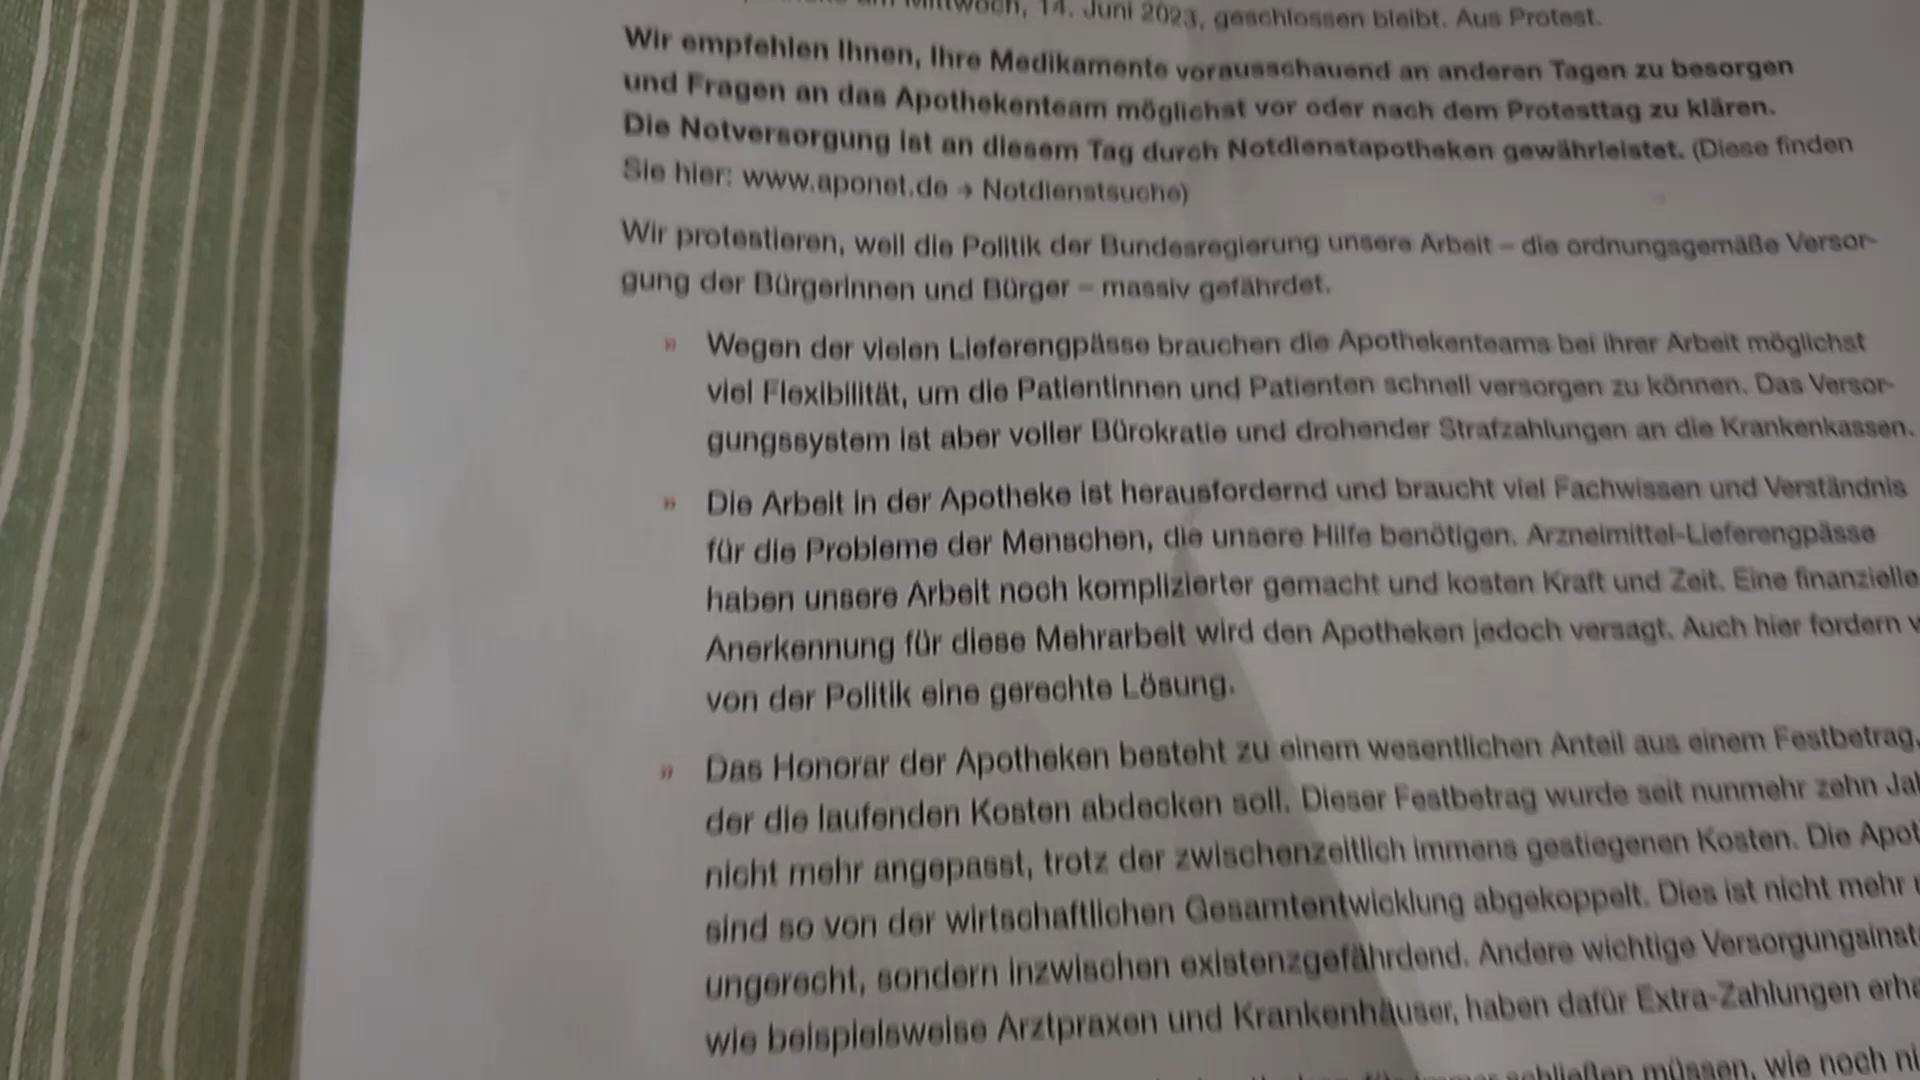 am Mittwoch, 14. Juni 2023, geschlossen bleibt. Aus Protest.
Wir empfehlen Ihnen, Ihre Medikamente vorausschauend an anderen Tagen zu besorgen
und Fragen an das Apothekenteam möglichst vor oder nach dem Protesttag zu klären.
Die Notversorgung ist an diesem Tag durch Notdienstapotheken gewährleistet. (Diese finden
Sie hier: www.aponet.de → Notdienstsuche)
Wir protestieren, weil die Politik der Bundesregierung unsere Arbeit – die ordnungsgemäße Versor-
gung der Bürgerinnen und Bürger – massiv gefährdet.
» Wegen der vielen Lieferengpässe brauchen die Apothekenteams bei ihrer Arbeit möglichst
viel Flexibilität, um die Patientinnen und Patienten schnell versorgen zu können. Das Versor-
gungssystem ist aber voller Bürokratie und drohender Strafzahlungen an die Krankenkassen.
» Die Arbeit in der Apotheke ist herausfordernd und braucht viel Fachwissen und Verständnis
für die Probleme der Menschen, die unsere Hilfe benötigen. Arzneimittel-Lieferengpässe
haben unsere Arbeit noch komplizierter gemacht und kosten Kraft und Zeit. Eine finanzielle
Anerkennung für diese Mehrarbeit wird den Apotheken jedoch versagt. Auch hier fordern
von der Politik eine gerechte Lösung.
» Das Honorar der Apotheken besteht zu einem wesentlichen Anteil aus einem Festbetrag,
der die laufenden Kosten abdecken soll. Dieser Festbetrag wurde seit nunmehr zehn
nicht mehr angepasst, trotz der zwischenzeitlich immens gestiegenen Kosten. Die
sind so von der wirtschaftlichen Gesamtentwicklung abgekoppelt. Dies ist nicht mehr
ungerecht, sondern inzwischen existenzgefährdend. Andere wichtige
wie beispielsweise Arztpraxen und Krankenhäuser, haben dafür Extra-Zahlungen
schließen müssen, wie noch